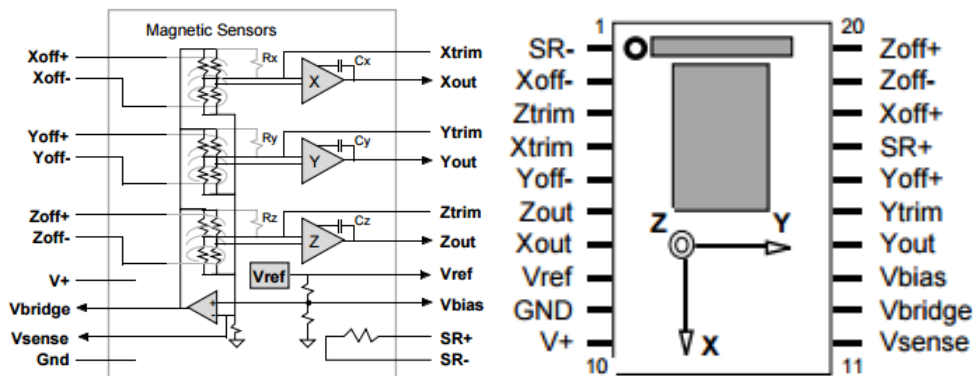 Magnetic Sensors
Xoff+
Xoff-
Rx
Cx
X
Xtrim
Xout
Yoff+
Yoff-
Ry
Cy
Y
Ytrim
Yout
Zoff+
Zoff-
Rz
Cz
Z
Ztrim
Zout
V+
Vref
Vref
Vbridge
+
-
Vbias
Vsense
SR+
Gnd
SR-
1
20
SR-
Zoff+
Xoff-
Zoff-
Ztrim
Xoff+
Xtrim
SR+
Yoff-
Yoff+
Zout
Ytrim
Z
Y
Xout
Yout
Vref
Vbias
GND
Vbridge
V+
X
Vsense
10
11